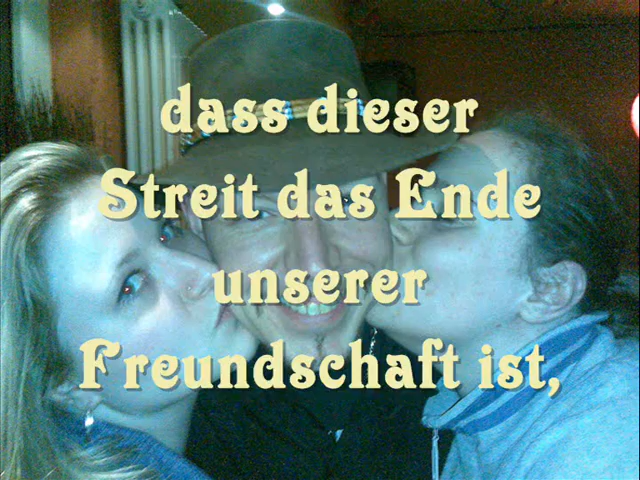 dass dieser
Streit das Ende
unserer
Freundschaft ist,